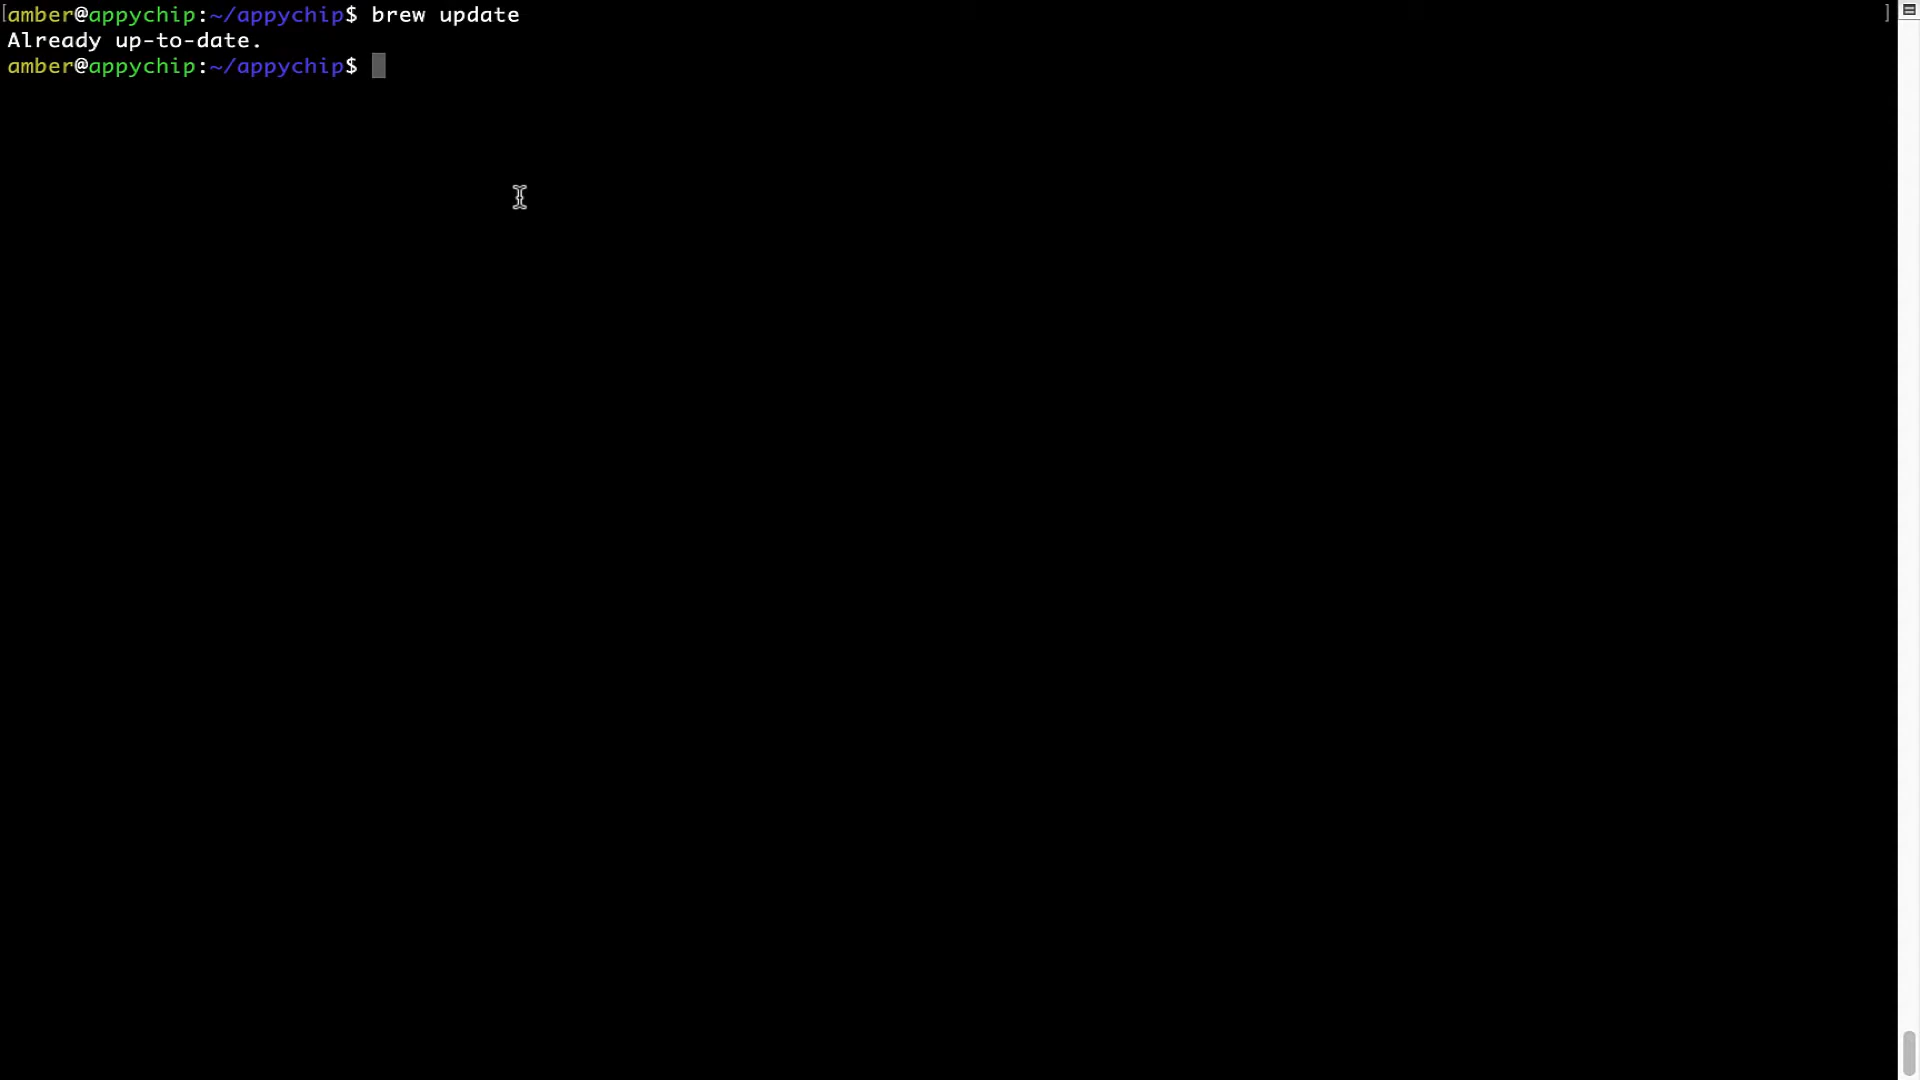 [amber@appychip:~/appychip$ brew update ]
Already up-to-date.
amber@appychip:~/appychip$